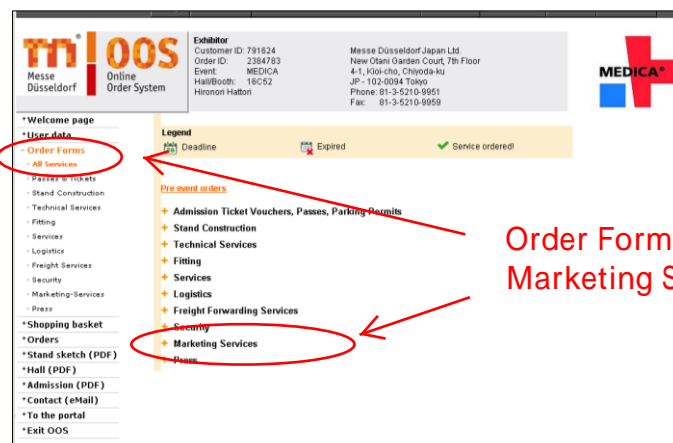 Messe
Düsseldorf
OOS
Online
Order System
Exhibitor
Customer ID: 791624
Order ID: 2384783
Event: MEDICA
Hall/Booth: 16C52
Hironori Hattori
Messe Düsseldorf Japan Ltd.
New Otani Garden Court, 7th Floor
4-1, Kioi-cho, Chiyoda-ku
JP - 102-0094 Tokyo
Phone: 81-3-5210-9951
Fax: 81-3-5210-9959
MEDICA®
Welcome page
User data
Order Forms
All Services
Passes & Tickets
Stand Construction
Technical Services
Fitting
Services
Logistics
Freight Services
Security
Marketing-Services
Press
Shopping basket
Orders
Stand sketch (PDF)
Hall (PDF)
Admission (PDF)
Contact (eMail)
To the portal
Exit OOS
Legend
Deadline
Expired
Service ordered!
Pre event orders
+ Admission Ticket Vouchers, Passes, Parking Permits
+ Stand Construction
+ Technical Services
+ Fitting
+ Services
+ Logistics
+ Freight Forwarding Services
+ Security
+ Marketing Services
+ Press
Order Form
Marketing S